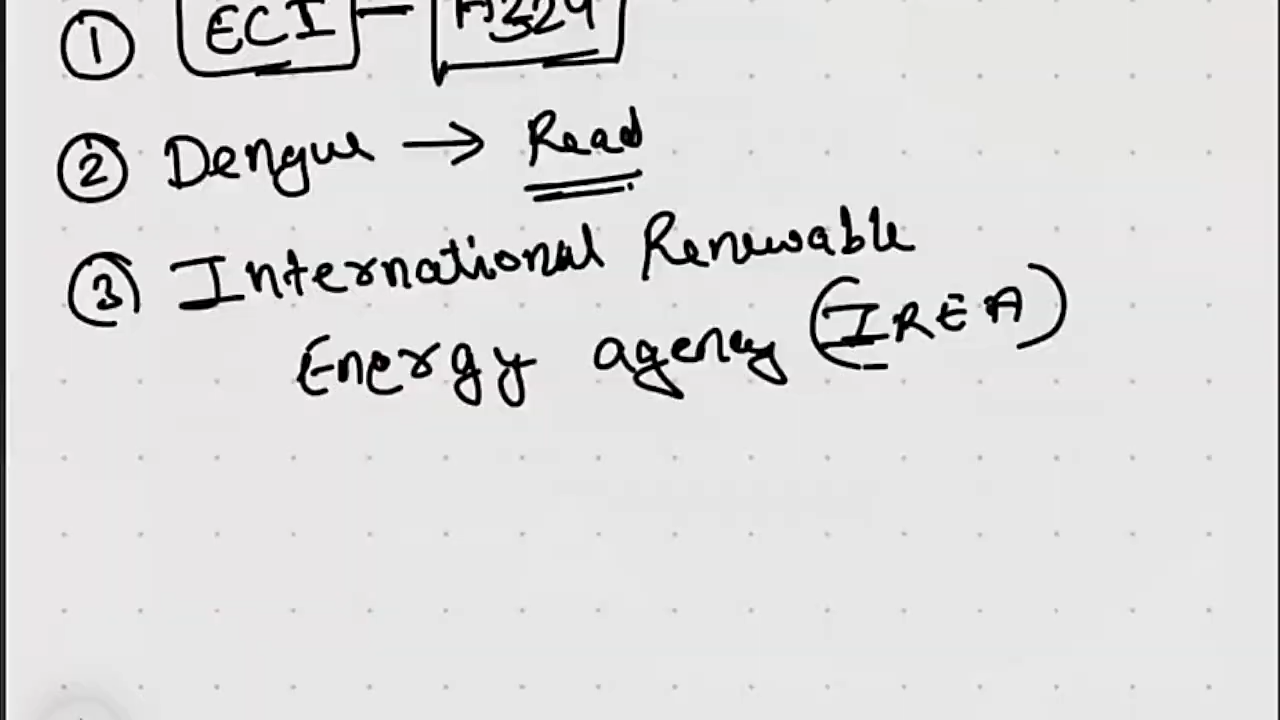 ① ECI - A324
② Dengue → Read
③ International Renewable
Energy agency (IREA)